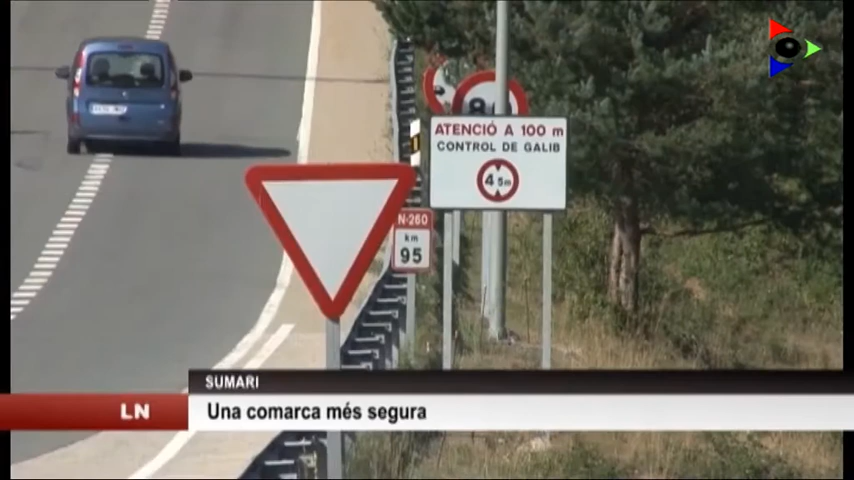 ATENCIÓ A 100 m
CONTROL DE GALIB
4'5m
N-260
km
95
SUMARI
LN
Una comarca més segura